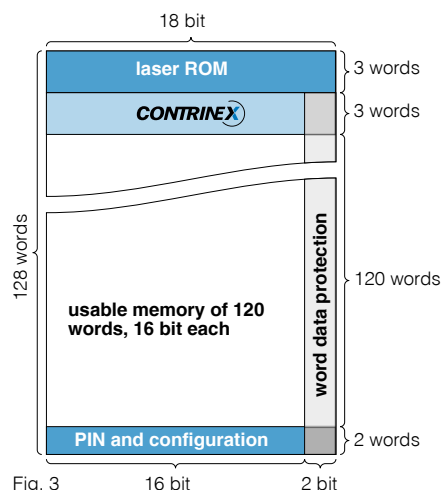 18 bit
laser ROM
3 words
CONTRINEX
3 words
128 words
usable memory of 120
words, 16 bit each
word data protection
120 words
PIN and configuration
2 words
Fig. 3
16 bit
2 bit